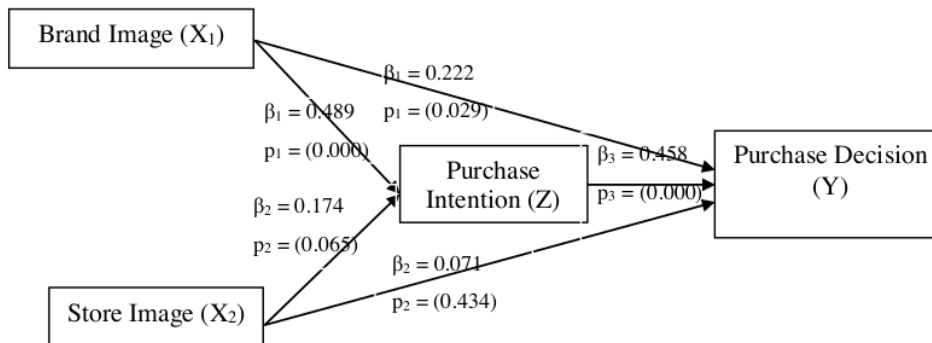 Brand Image (X₁)
β₁ = 0.222
p₁ = (0.029)
β₁ = 0.489
p₁ = (0.000)
Purchase
Intention (Z)
β₃ = 0.458
p₃ = (0.000)
Purchase Decision
(Y)
β₂ = 0.174
p₂ = (0.065)
β₂ = 0.071
p₂ = (0.434)
Store Image (X₂)